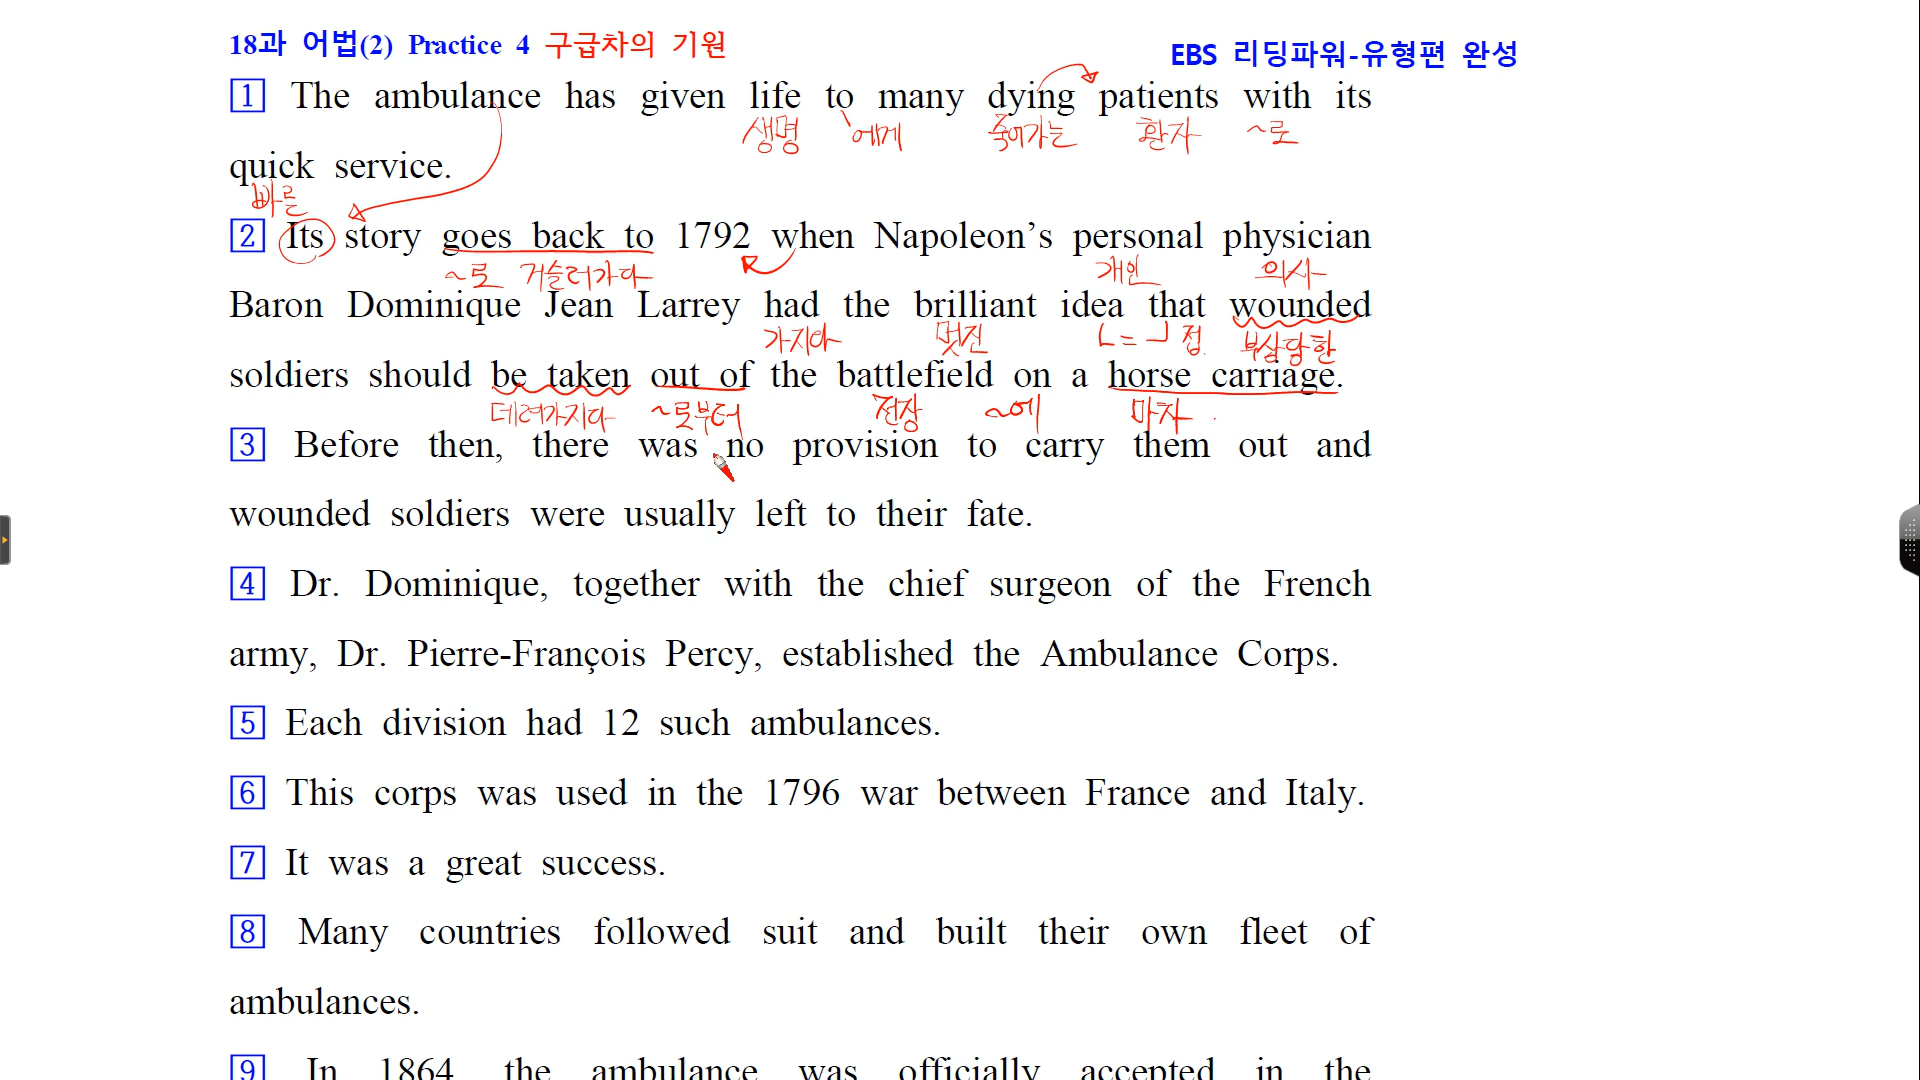 18과 어법(2) Practice 4 구급차의 기원
EBS 리딩파워-유형편 완성
1 The ambulance has given life to many dying patients with its
생명 에게 죽어가는 환자 ~로
quick service.
빠른
2 Its story goes back to 1792 when Napoleon's personal physician
~로 거슬러가다 개인 의사
Baron Dominique Jean Larrey had the brilliant idea that wounded
가지다 멋진 ㄴ=ㄱ 점 부상당한
soldiers should be taken out of the battlefield on a horse carriage.
데려가지다 ~로부터 전장 ~에 마차
3 Before then, there was no provision to carry them out and
wounded soldiers were usually left to their fate.
4 Dr. Dominique, together with the chief surgeon of the French
army, Dr. Pierre-François Percy, established the Ambulance Corps.
5 Each division had 12 such ambulances.
6 This corps was used in the 1796 war between France and Italy.
7 It was a great success.
8 Many countries followed suit and built their own fleet of
ambulances.
9 In 1864, the ambulance was officially accepted in the